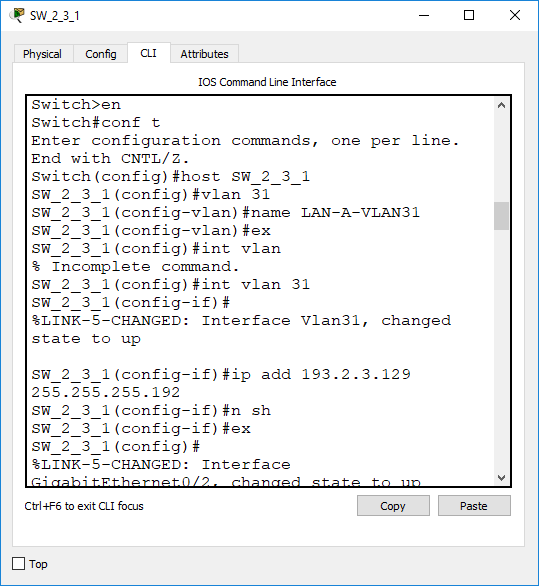 SW_2_3_1
Physical
Config
CLI
Attributes
IOS Command Line Interface
Switch>en
Switch#conf t
Enter configuration commands, one per line.
End with CNTL/Z.
Switch(config)#host SW_2_3_1
SW_2_3_1(config)#vlan 31
SW_2_3_1(config-vlan)#name LAN-A-VLAN31
SW_2_3_1(config-vlan)#ex
SW_2_3_1(config)#int vlan
% Incomplete command.
SW_2_3_1(config)#int vlan 31
SW_2_3_1(config-if)#
%LINK-5-CHANGED: Interface Vlan31, changed
state to up
SW_2_3_1(config-if)#ip add 193.2.3.129
255.255.255.192
SW_2_3_1(config-if)#n sh
SW_2_3_1(config-if)#ex
SW_2_3_1(config)#
%LINK-5-CHANGED: Interface
GigabitEthernet0/2, changed state to up
Ctrl+F6 to exit CLI focus
Copy
Paste
Top